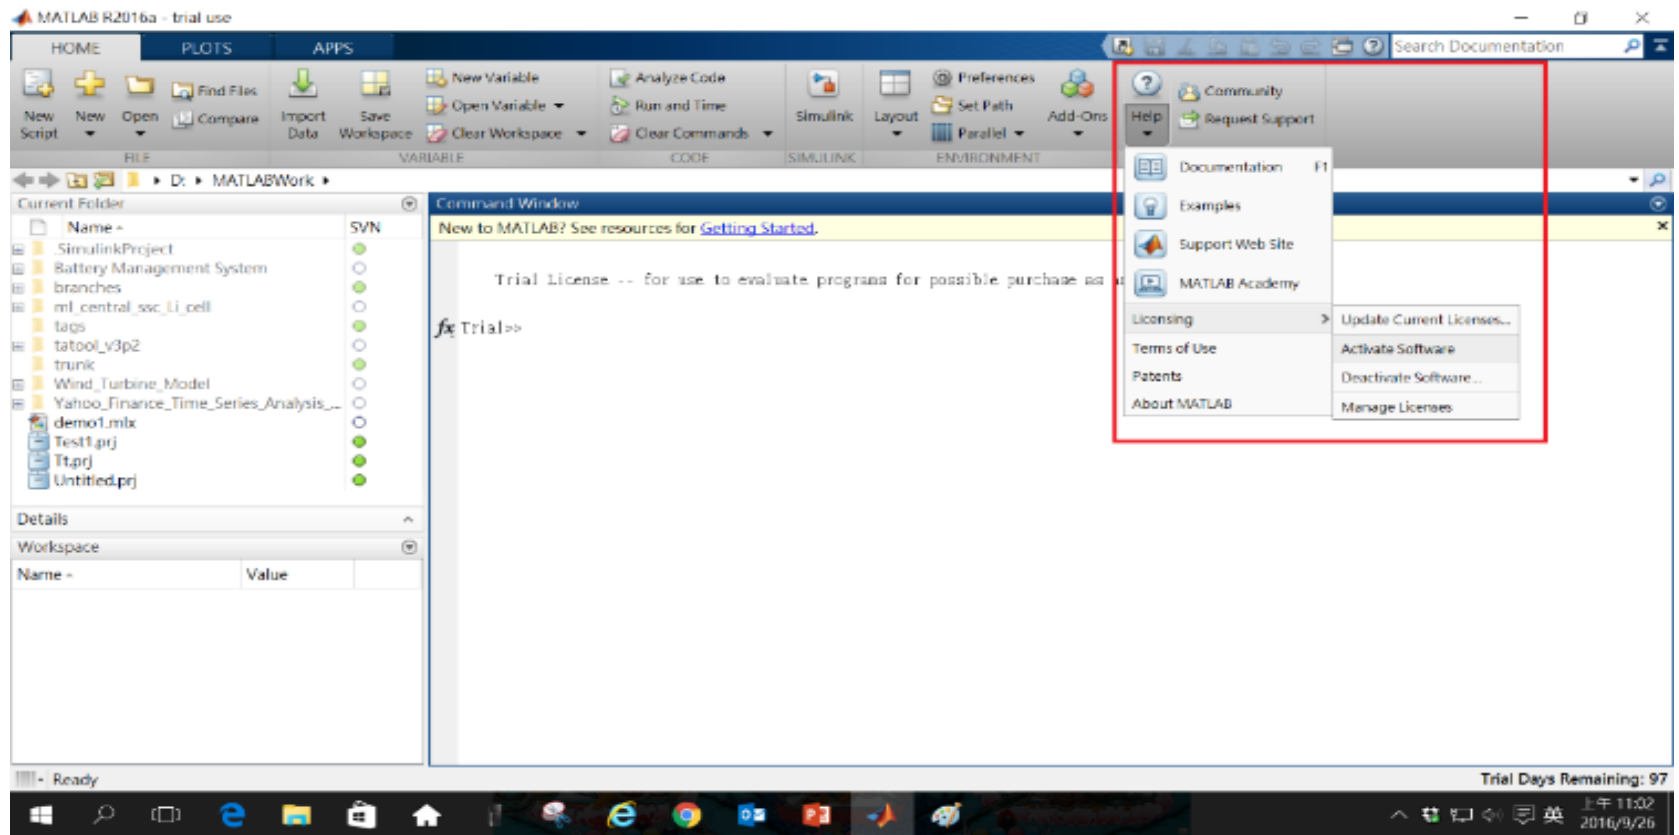 MATLAB R2016a - trial use
HOME PLOTS APPS
Search Documentation
New Script
New
Open
Find Files
Compare
Import Data
Save Workspace
New Variable
Open Variable
Clear Workspace
Analyze Code
Run and Time
Clear Commands
Simulink
Layout
Preferences
Set Path
Parallel
Add-Ons
Help
Community
Request Support
FILE VARIABLE CODE SIMULINK ENVIRONMENT
D: MATLABWork
Current Folder
Name SVN
.SimulinkProject
Battery Management System
branches
ml_central_ssc_Li_cell
tags
tatool_v3p2
trunk
Wind_Turbine_Model
Yahoo_Finance_Time_Series_Analysis_...
demo1.mlx
Test1.prj
Tt.prj
Untitled.prj
Details
Workspace
Name Value
Command Window
New to MATLAB? See resources for Getting Started.
Trial License -- for use to evaluate programs for possible purchase as
fx Trial>>
Documentation F1
Examples
Support Web Site
MATLAB Academy
Licensing
Terms of Use
Patents
About MATLAB
Update Current Licenses...
Activate Software
Deactivate Software...
Manage Licenses
Ready
Trial Days Remaining: 97
英
上午 11:02
2016/9/26